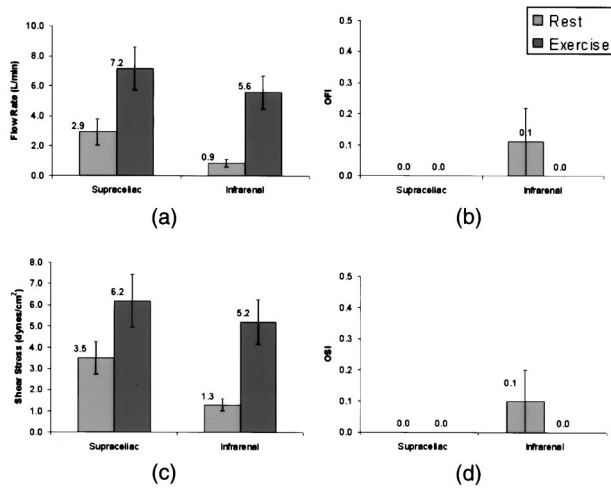 Rest
Exercise
Flow Rate (L/min)
10.0
8.0
6.0
4.0
2.0
0.0
2.9
7.2
0.9
5.6
Supraceliac
Infrarenal
(a)
OFI
0.5
0.4
0.3
0.2
0.1
0.0
0.0
0.0
0.1
0.0
Supraceliac
Infrarenal
(b)
Shear Stress (dynes/cm²)
8.0
7.0
6.0
5.0
4.0
3.0
2.0
1.0
0.0
3.5
6.2
1.3
5.2
Supraceliac
Infrarenal
(c)
OSI
0.5
0.4
0.3
0.2
0.1
0.0
0.0
0.0
0.1
0.0
Supraceliac
Infrarenal
(d)